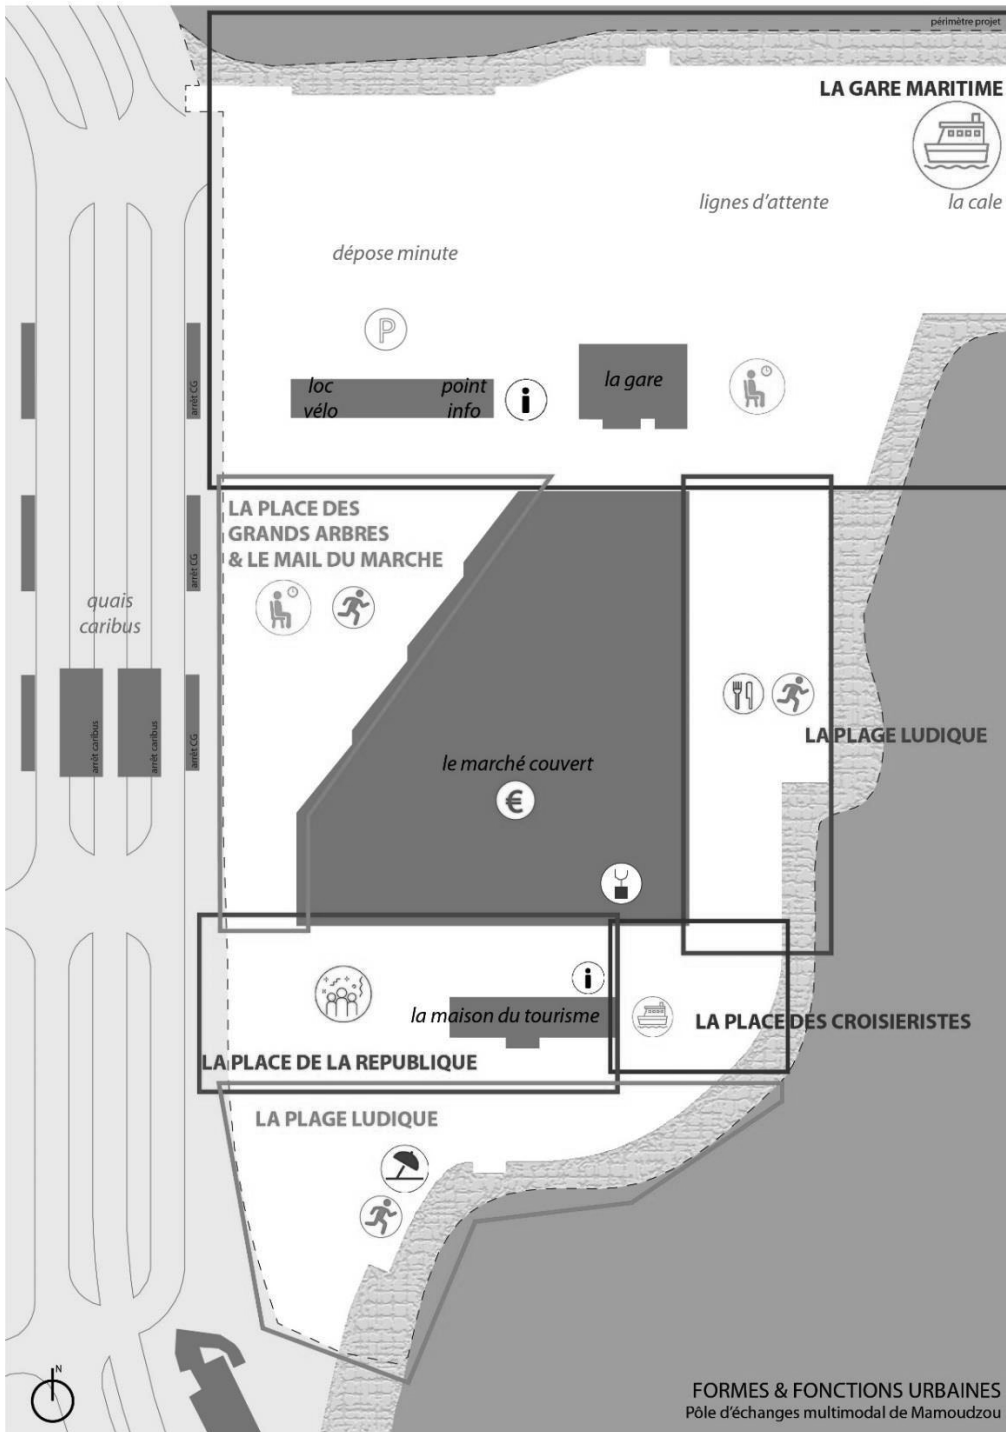 périmètre projet
LA GARE MARITIME
lignes d'attente
la cale
dépose minute
P
loc
vélo
point
info
i
la gare
arrêt CG
LA PLACE DES
GRANDS ARBRES
& LE MAIL DU MARCHE
arrêt CG
quais
caribus
arrêt caribus
arrêt caribus
arrêt CG
LA PLAGE LUDIQUE
le marché couvert
€
i
la maison du tourisme
LA PLACE DES CROISIERISTES
LA PLACE DE LA REPUBLIQUE
LA PLAGE LUDIQUE
N
FORMES & FONCTIONS URBAINES
Pôle d'échanges multimodal de Mamoudzou